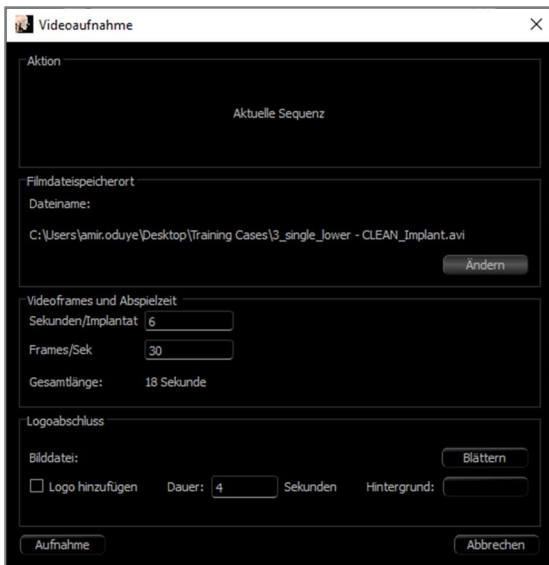 Videoaufnahme
Aktion
Aktuelle Sequenz
Filmdateispeicherort
Dateiname:
C:\Users\amir.oduye\Desktop\Training Cases\3_single_lower - CLEAN_Implant.avi
Ändern
Videoframes und Abspielzeit
Sekunden/Implantat 6
Frames/Sek 30
Gesamtlänge: 18 Sekunde
Logoabschluss
Bilddatei: Blättern
Logo hinzufügen Dauer: 4 Sekunden Hintergrund:
Aufnahme Abbrechen